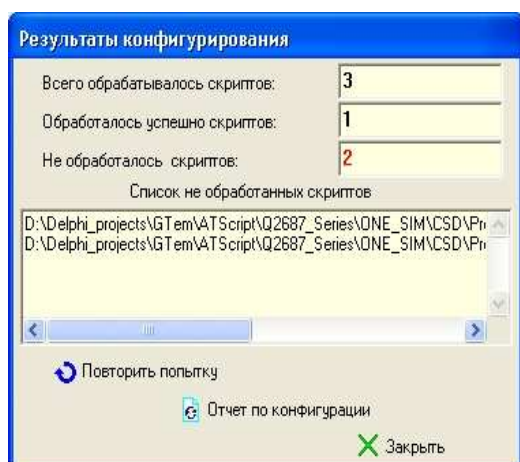 Результаты конфигурирования
Всего обрабатывалось скриптов: 3
Обработалось успешно скриптов: 1
Не обработалось скриптов: 2
Список не обработанных скриптов
D:\Delphi_projects\GTem\ATScript\Q2687_Series\ONE_SIM\CSD\Pr
D:\Delphi_projects\GTem\ATScript\Q2687_Series\ONE_SIM\CSD\Pr
Повторить попытку
Отчет по конфигурации
Закрыть